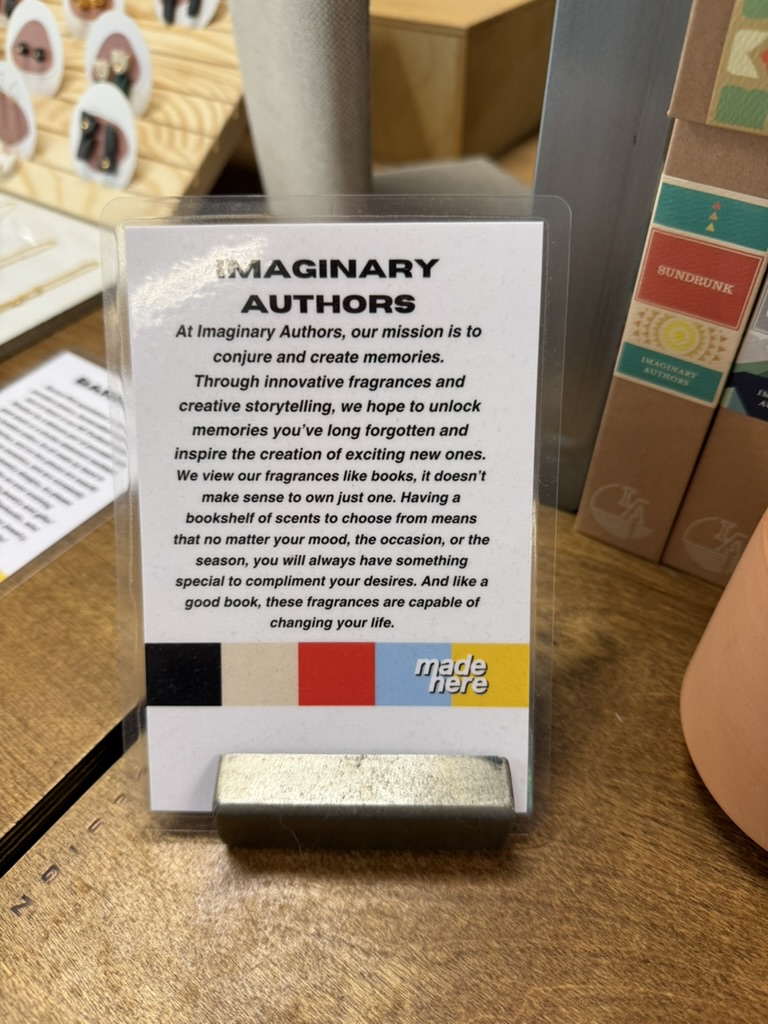 IMAGINARY
AUTHORS
At Imaginary Authors, our mission is to
conjure and create memories.
Through innovative fragrances and
creative storytelling, we hope to unlock
memories you've long forgotten and
inspire the creation of exciting new ones.
We view our fragrances like books, it doesn't
make sense to own just one. Having a
bookshelf of scents to choose from means
that no matter your mood, the occasion, or the
season, you will always have something
special to compliment your desires. And like a
good book, these fragrances are capable of
changing your life.
made
here
SUNDRUNK
IMAGINARY
AUTHORS